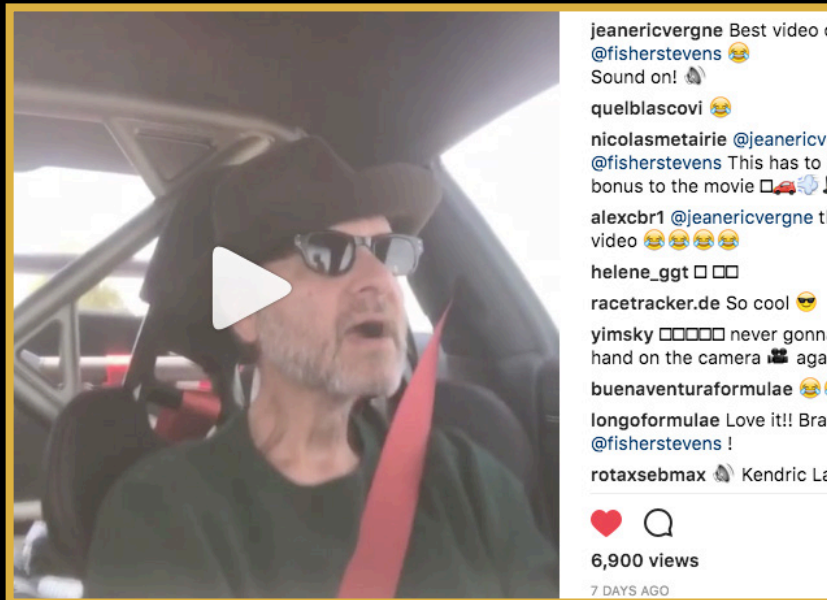 jeanericvergne Best video
@fisherstevens 😂
Sound on! 🔊
quelblascovi 😂
nicolasmetairie @jeanericv
@fisherstevens This has to
bonus to the movie □🚗💨
alexcbr1 @jeanericvergne
video 😂😂😂😂
helene_ggt □ □□
racetracker.de So cool 😎
yimsky □□□□□ never gonn
hand on the camera 🎥 aga
buenaventuraformulae 😂
longoformulae Love it!! Bra
@fisherstevens !
rotaxsebmax 🔊 Kendric La
6,900 views
7 DAYS AGO